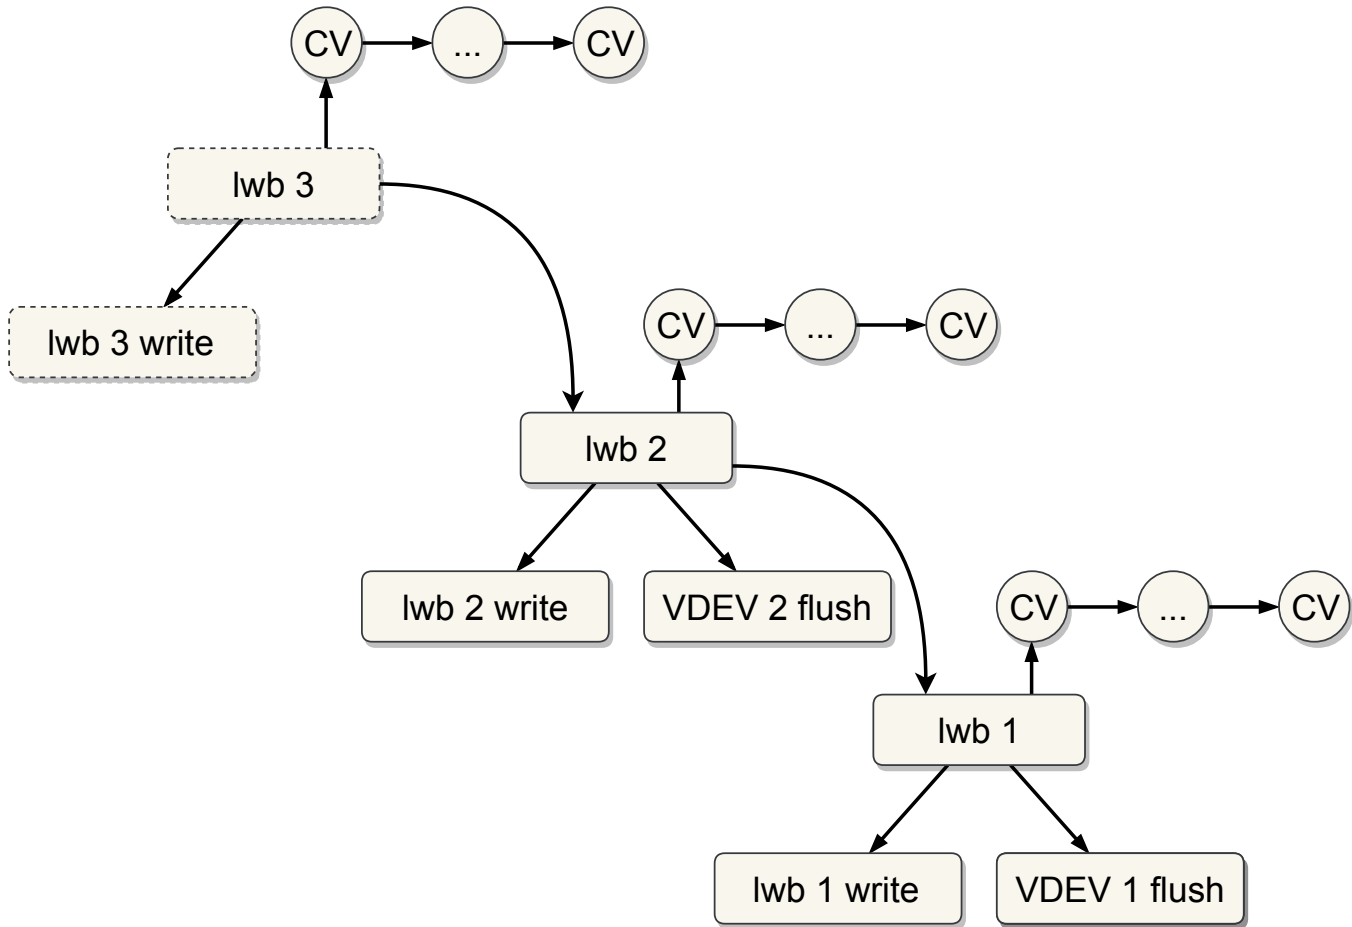 CV ... CV
lwb 3
lwb 3 write
CV ... CV
lwb 2
lwb 2 write
VDEV 2 flush
CV ... CV
lwb 1
lwb 1 write
VDEV 1 flush